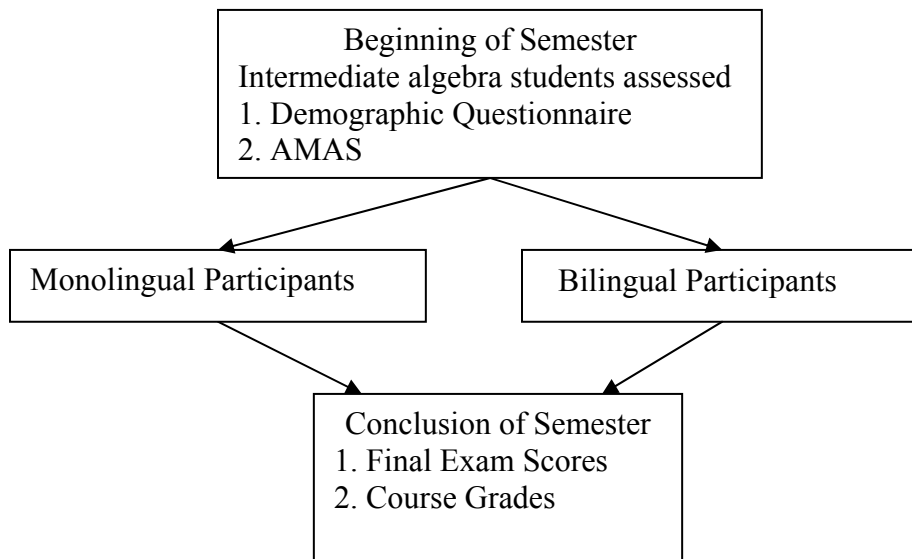 Beginning of Semester
Intermediate algebra students assessed
1. Demographic Questionnaire
2. AMAS
Monolingual Participants
Bilingual Participants
Conclusion of Semester
1. Final Exam Scores
2. Course Grades